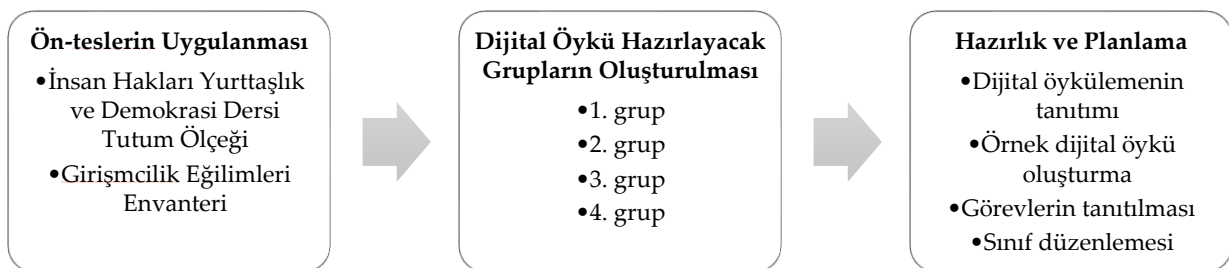 Ön-teslerin Uygulanması
•İnsan Hakları Yurttaşlık
ve Demokrasi Dersi
Tutum Ölçeği
•Girişmcilik Eğilimleri
Envanteri
Dijital Öykü Hazırlayacak
Grupların Oluşturulması
•1. grup
•2. grup
•3. grup
•4. grup
Hazırlık ve Planlama
•Dijital öykülemenin
tanıtımı
•Örnek dijital öykü
oluşturma
•Görevlerin tanıtılması
•Sınıf düzenlemesi